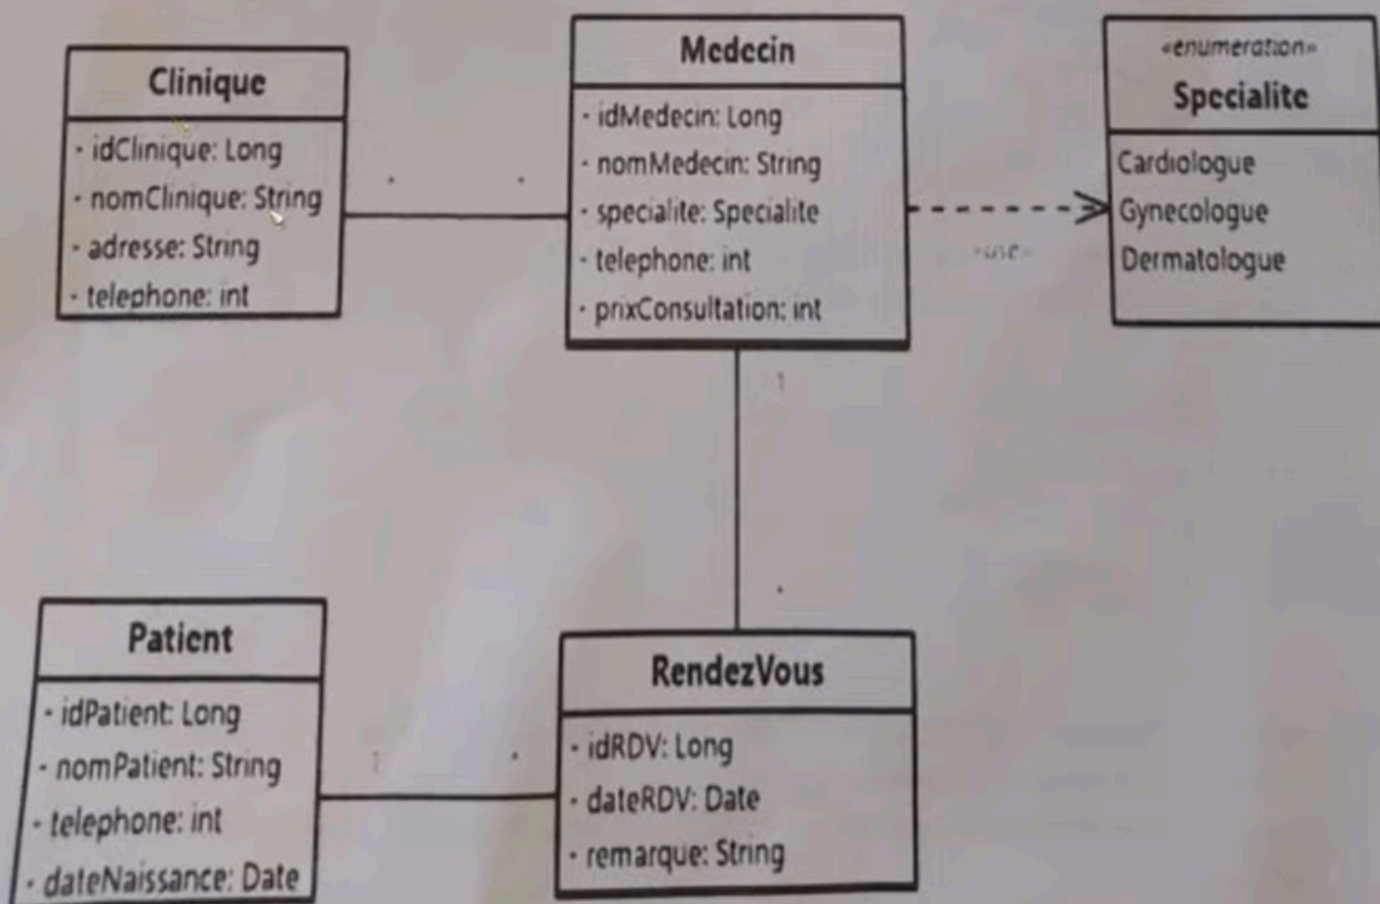 Clinique
- idClinique: Long
- nomClinique: String
- adresse: String
- telephone: int
Medecin
- idMedecin: Long
- nomMedecin: String
- specialite: Specialite
- telephone: int
- prixConsultation: int
«enumeration»
Specialite
Cardiologue
Gynecologue
Dermatologue
«use»
1
Patient
- idPatient: Long
- nomPatient: String
- telephone: int
- dateNaissance: Date
1
RendezVous
- idRDV: Long
- dateRDV: Date
- remarque: String